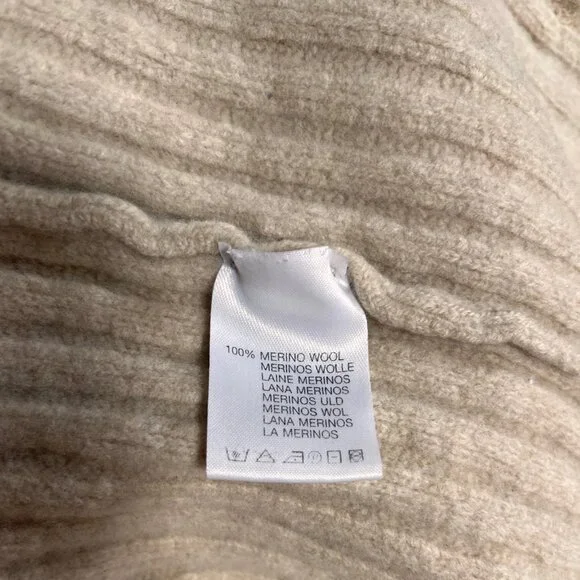 100% MERINO WOOL
MERINOS WOLLE
LAINE MERINOS
LANA MERINOS
MERINOS ULD
MERINOS WOL
LANA MERINOS
LA MERINOS